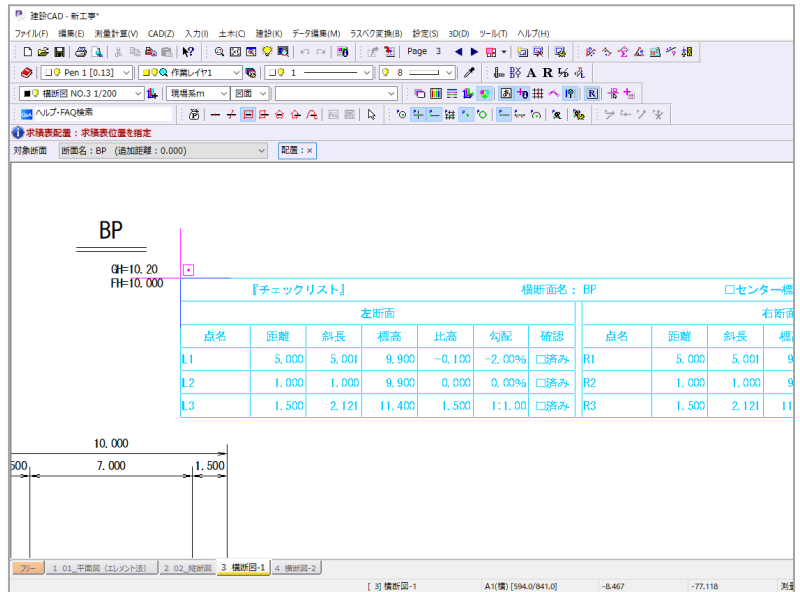 建設CAD - 新工事*
ファイル(F) 編集(E) 測量計算(V) CAD(Z) 入力(I) 土木(C) 建設(K) データ編集(M) ラスベク変換(B) 設定(S) 3D(D) ツール(T) ヘルプ(H)
Page 3
Pen 1 [0.13] 作業レイヤ1 1 8
横断図 NO.3 1/200 現場系m 図面
ヘルプ・FAQ検索
求積表配置：求積表位置を指定
対象断面 断面名：BP (追加距離：0.000) 配置：×
BP
GH=10.20
FH=10.000
『チェックリスト』 横断面名： BP □センター標
左断面 右断面
点名 距離 斜長 標高 比高 勾配 確認 点名 距離 斜長 標
L1 5.000 5.001 9.900 -0.100 -2.00% □済み R1 5.000 5.001 9
L2 1.000 1.000 9.900 0.000 0.00% □済み R2 1.000 1.000 9
L3 1.500 2.121 11.400 1.500 1:1.00 □済み R3 1.500 2.121 11
10.000
500 7.000 1.500
フリー 1 01_平面図 (エレメント法) 2 02_縦断図 3 横断図-1 4 横断図-2
[ 3] 横断図-1 A1(横) [594.0/841.0] -8.467 -77.118 測量